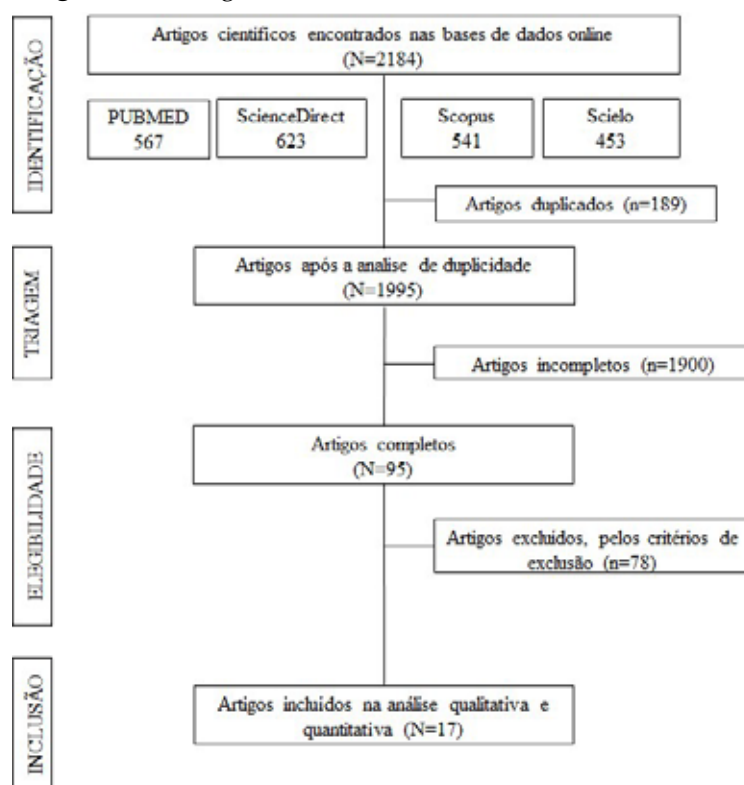 IDENTIFICAÇÃO
Artigos científicos encontrados nas bases de dados online
(N=2184)
PUBMED
567
ScienceDirect
623
Scopus
541
Scielo
453
Artigos duplicados (n=189)
TRIAGEM
Artigos após a analise de duplicidade
(N=1995)
Artigos incompletos (n=1900)
ELEGIBILIDADE
Artigos completos
(N=95)
Artigos excluidos, pelos critérios de
exclusão (n=78)
INCLUSÃO
Artigos incluídos na análise qualitativa e
quantitativa (N=17)